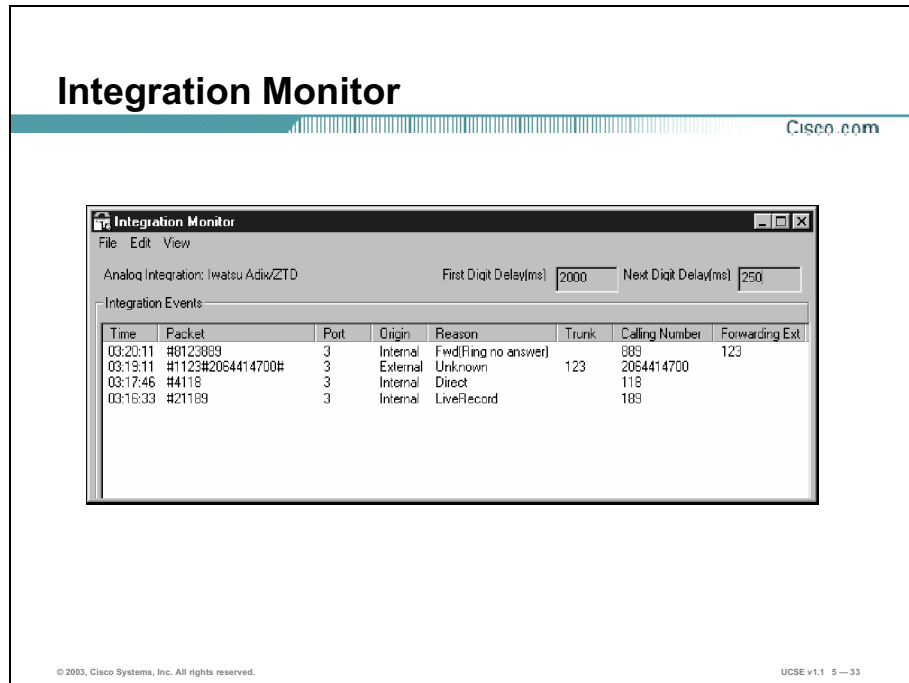 Integration Monitor
Cisco.com
Integration Monitor
File Edit View
Analog Integration: Iwatsu Adix/ZTD First Digit Delay(ms) 2000 Next Digit Delay(ms) 250
Integration Events
Time Packet Port Origin Reason Trunk Calling Number Forwarding Ext
03:20:11 #8123889 3 Internal Fwd(Ring no answer) 889 123
03:19:11 #1123#2064414700# 3 External Unknown 123 2064414700
03:17:46 #4118 3 Internal Direct 118
03:16:33 #21189 3 Internal LiveRecord 189
© 2003, Cisco Systems, Inc. All rights reserved. UCSE v1.1 5 — 33